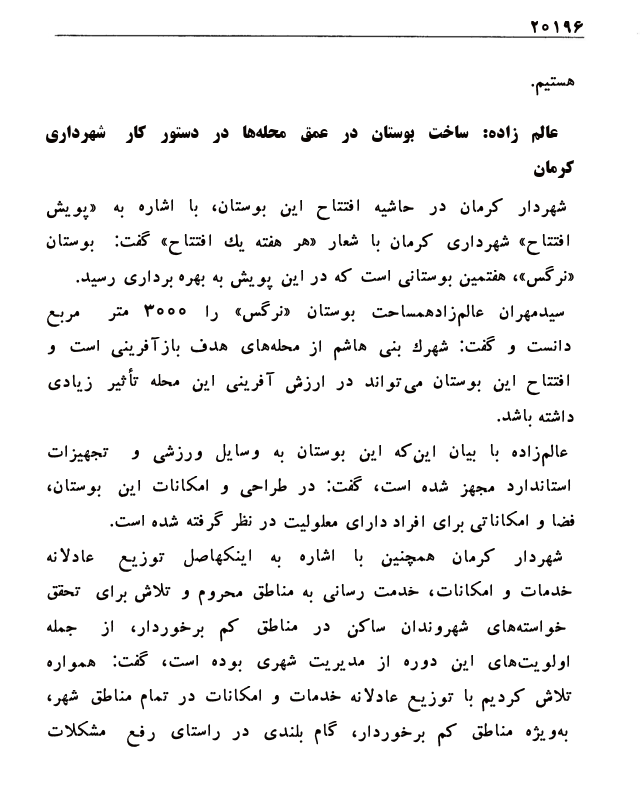 ۲۰۱۹۶
هستیم.
عالم زاده: ساخت بوستان در عمق محله‌ها در دستور کار شهرداری
کرمان
شهردار کرمان در حاشیه افتتاح این بوستان، با اشاره به «پویش
افتتاح» شهرداری کرمان با شعار «هر هفته یك افتتاح» گفت: بوستان
«نرگس»، هفتمین بوستانی است که در این پویش به بهره برداری رسید.
سیدمهران عالم‌زادهمساحت بوستان «نرگس» را ۳۰۰۰ متر مربع
دانست و گفت: شهرك بنی هاشم از محله‌های هدف بازآفرینی است و
افتتاح این بوستان می‌تواند در ارزش آفرینی این محله تأثیر زیادی
داشته باشد.
عالم‌زاده با بیان این‌که این بوستان به وسایل ورزشی و تجهیزات
استاندارد مجهز شده است، گفت: در طراحی و امکانات این بوستان،
فضا و امکاناتی برای افراد دارای معلولیت در نظر گرفته شده است.
شهردار کرمان همچنین با اشاره به اینکهاصل توزیع عادلانه
خدمات و امکانات، خدمت رسانی به مناطق محروم و تلاش برای تحقق
خواسته‌های شهروندان ساکن در مناطق کم برخوردار، از جمله
اولویت‌های این دوره از مدیریت شهری بوده است، گفت: همواره
تلاش کردیم با توزیع عادلانه خدمات و امکانات در تمام مناطق شهر،
به‌ویژه مناطق کم برخوردار، گام بلندی در راستای رفع مشکلات